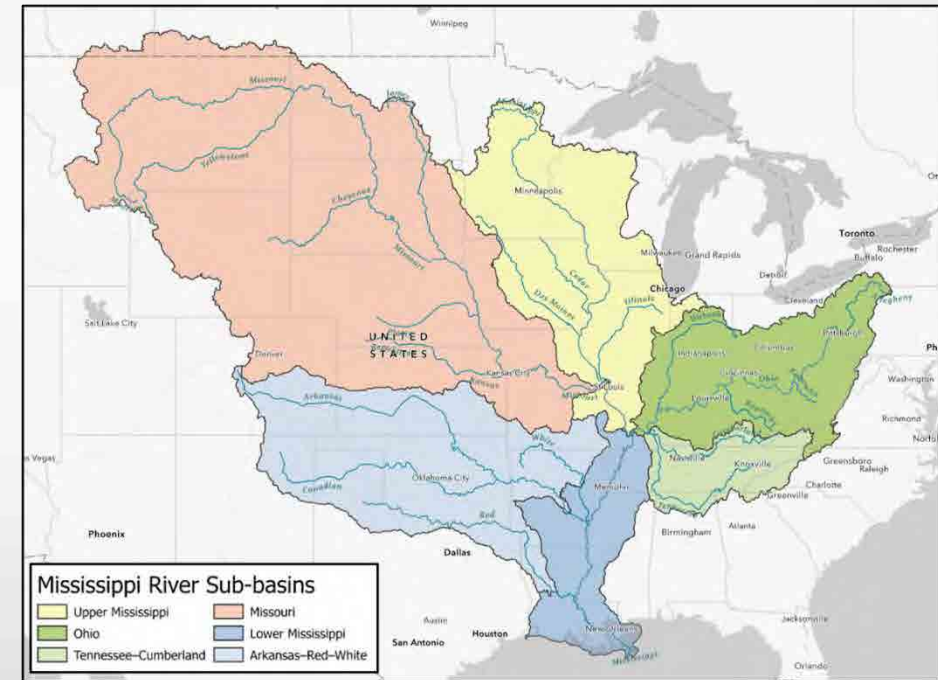 Winnipeg
Missouri
James
Yellowstone
Minneapolis
Cheyenne
Missouri
Milwaukee
Grand Rapids
Toronto
Rochester
Buffalo
Detroit
Cedar
Chicago
Cleveland
Des Moines
Illinois
Salt Lake City
UNITED
STATES
Pittsburgh
Indianapolis
Columbus
Denver
Cincinnati
Ohio
Washington
Kansas City
St Louis
Kansas
Missouri
Louisville
Richmond
Arkansas
White
Nashville
Knoxville
Greensboro
Raleigh
Oklahoma City
Memphis
Charlotte
Greenville
Canadian
Red
Birmingham
Atlanta
Phoenix
Dallas
Jacksonville
Austin
San Antonio
Houston
New Orleans
Mississippi
Orlando
Mississippi River Sub-basins
Upper Mississippi
Missouri
Ohio
Lower Mississippi
Tennessee–Cumberland
Arkansas–Red–White